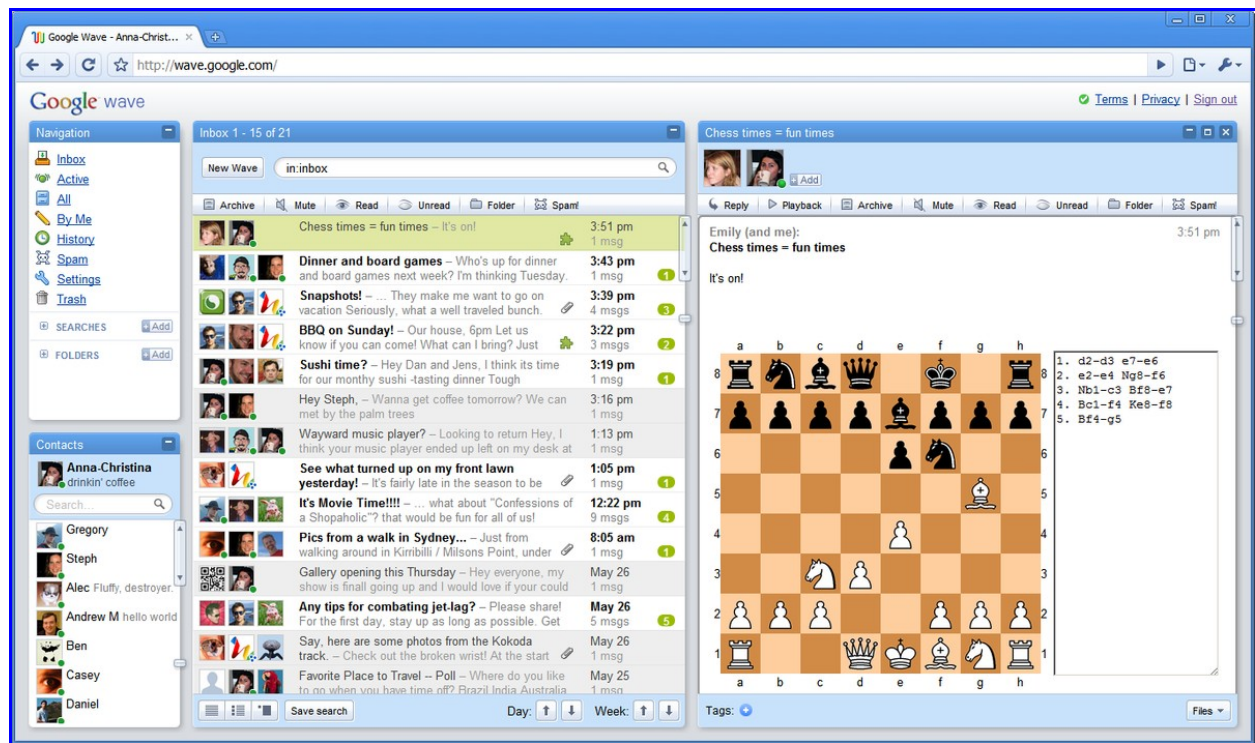 Google Wave - Anna-Christ...
http://wave.google.com/
Google wave
Terms | Privacy | Sign out
Navigation
Inbox
Active
All
By Me
History
Spam
Settings
Trash
SEARCHES Add
FOLDERS Add
Contacts
Anna-Christina
drinkin' coffee
Search...
Gregory
Steph
Alec Fluffy, destroyer.
Andrew M hello world
Ben
Casey
Daniel
Inbox 1 - 15 of 21
New Wave in:inbox
Archive Mute Read Unread Folder Spam!
Chess times = fun times – It's on! 3:51 pm
1 msg
Dinner and board games – Who's up for dinner 3:43 pm
and board games next week? I'm thinking Tuesday. 1 msg 1
Snapshots! – ... They make me want to go on 3:39 pm
vacation Seriously, what a well traveled bunch. 4 msgs 3
BBQ on Sunday! – Our house, 6pm Let us 3:22 pm
know if you can come! What can I bring? Just 3 msgs 2
Sushi time? – Hey Dan and Jens, I think its time 3:19 pm
for our monthy sushi -tasting dinner Tough 1 msg 1
Hey Steph, – Wanna get coffee tomorrow? We can 3:16 pm
met by the palm trees 1 msg
Wayward music player? – Looking to return Hey, I 1:13 pm
think your music player ended up left on my desk at 1 msg
See what turned up on my front lawn 1:05 pm
yesterday! – It's fairly late in the season to be 1 msg 1
It's Movie Time!!!! – ... what about "Confessions of 12:22 pm
a Shopaholic"? that would be fun for all of us! 9 msgs 4
Pics from a walk in Sydney... – Just from 8:05 am
walking around in Kirribilli / Milsons Point, under 1 msg 1
Gallery opening this Thursday – Hey everyone, my May 26
show is finall going up and I would love if your could 1 msg
Any tips for combating jet-lag? – Please share! May 26
For the first day, stay up as long as possible. Get 5 msgs 5
Say, here are some photos from the Kokoda May 26
track. – Check out the broken wrist! At the start 1 msg
Favorite Place to Travel – Poll – Where do you like May 25
to go when you have time off? Brazil India Australia 1 msg
Save search Day: Week:
Chess times = fun times
Add
Reply Playback Archive Mute Read Unread Folder Spam!
Emily (and me): 3:51 pm
Chess times = fun times
It's on!
a b c d e f g h
8 8
7 7
6 6
5 5
4 4
3 3
2 2
1 1
a b c d e f g h
1. d2-d3 e7-e6
2. e2-e4 Ng8-f6
3. Nb1-c3 Bf8-e7
4. Bc1-f4 Ke8-f8
5. Bf4-g5
Tags: Files